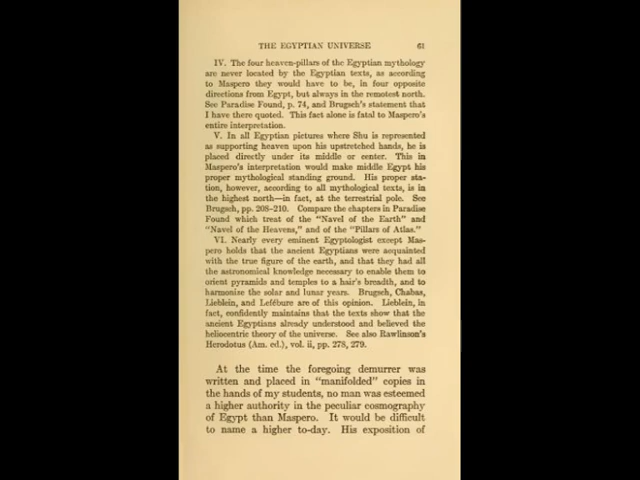 THE EGYPTIAN UNIVERSE 61
IV. The four heaven-pillars of the Egyptian mythology
are never located by the Egyptian texts, as according
to Maspero they would have to be, in four opposite
directions from Egypt, but always in the remotest north.
See Paradise Found, p. 74, and Brugsch's statement that
I have there quoted. This fact alone is fatal to Maspero's
entire interpretation.
V. In all Egyptian pictures where Shu is represented
as supporting heaven upon his upstretched hands, he is
placed directly under its middle or center. This in
Maspero's interpretation would make middle Egypt his
proper mythological standing ground. His proper sta-
tion, however, according to all mythological texts, is in
the highest north—in fact, at the terrestrial pole. See
Brugsch, pp. 208-210. Compare the chapters in Paradise
Found which treat of the "Navel of the Earth" and
"Navel of the Heavens," and of the "Pillars of Atlas."
VI. Nearly every eminent Egyptologist except Mas-
pero holds that the ancient Egyptians were acquainted
with the true figure of the earth, and that they had all
the astronomical knowledge necessary to enable them to
orient pyramids and temples to a hair's breadth, and to
harmonize the solar and lunar years. Brugsch, Chabas,
Lieblein, and Lefébure are of this opinion. Lieblein, in
fact, confidently maintains that the texts show that the
ancient Egyptians already understood and believed the
heliocentric theory of the universe. See also Rawlinson's
Herodotus (Am. ed.), vol. ii, pp. 278, 279.
At the time the foregoing demurrer was
written and placed in "manifolded" copies in
the hands of my students, no man was esteemed
a higher authority in the peculiar cosmography
of Egypt than Maspero. It would be difficult
to name a higher to-day. His exposition of